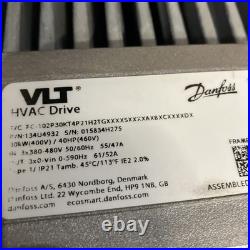 VLT
Danfoss
HVAC Drive
T/C: FC-102P30KT4P21H2TGXXXXSXXXXAXBXCXXXXDX
P/N: 134U4932 S/N: 015834H275
30kW(400V) / 40HP(460V)
IN: 3x380-480V 50/60Hz 55/47A
OUT: 3x0-Vin 0-590Hz 61/52A
IP21 Tamb. 45°C/113°F IE2 2.0%
Danfoss A/S, 6430 Nordborg, Denmark
Danfoss Ltd. 22 Wycombe End, HP9 1NB, GB
ecosmart.danfoss.com
FRAME
ASSEMBLED